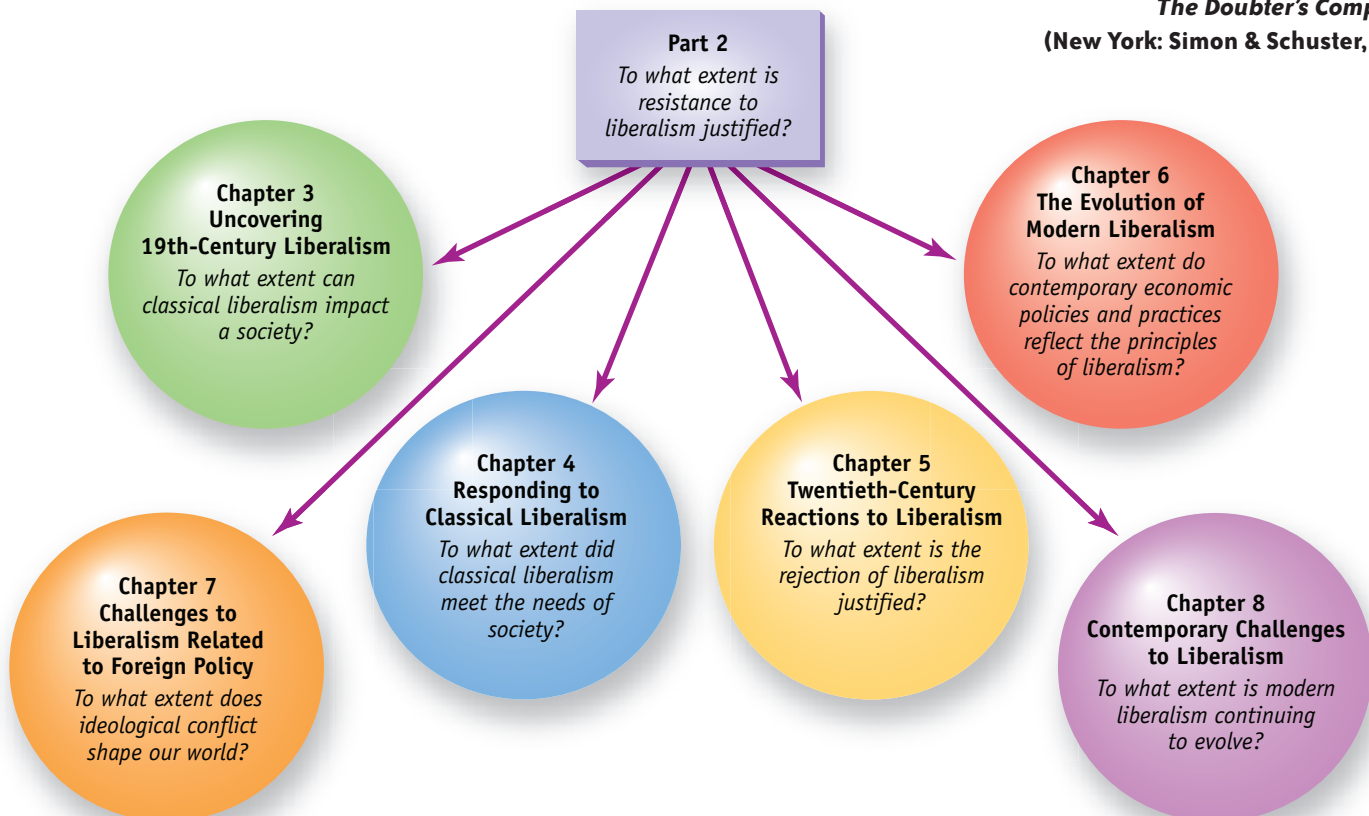 The Doubter's Comp
(New York: Simon & Schuster,
Part 2
To what extent is
resistance to
liberalism justified?
Chapter 3
Uncovering
19th-Century Liberalism
To what extent can
classical liberalism impact
a society?
Chapter 6
The Evolution of
Modern Liberalism
To what extent do
contemporary economic
policies and practices
reflect the principles
of liberalism?
Chapter 4
Responding to
Classical Liberalism
To what extent did
classical liberalism
meet the needs of
society?
Chapter 5
Twentieth-Century
Reactions to Liberalism
To what extent is the
rejection of liberalism
justified?
Chapter 7
Challenges to
Liberalism Related
to Foreign Policy
To what extent does
ideological conflict
shape our world?
Chapter 8
Contemporary Challenges
to Liberalism
To what extent is modern
liberalism continuing
to evolve?